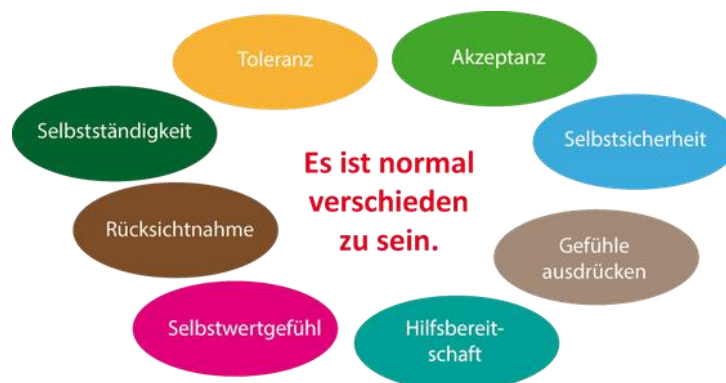 Toleranz
Akzeptanz
Selbstständigkeit
Selbstsicherheit
Es ist normal
verschieden
zu sein.
Rücksichtnahme
Gefühle
ausdrücken
Selbstwertgefühl
Hilfsbereit-
schaft